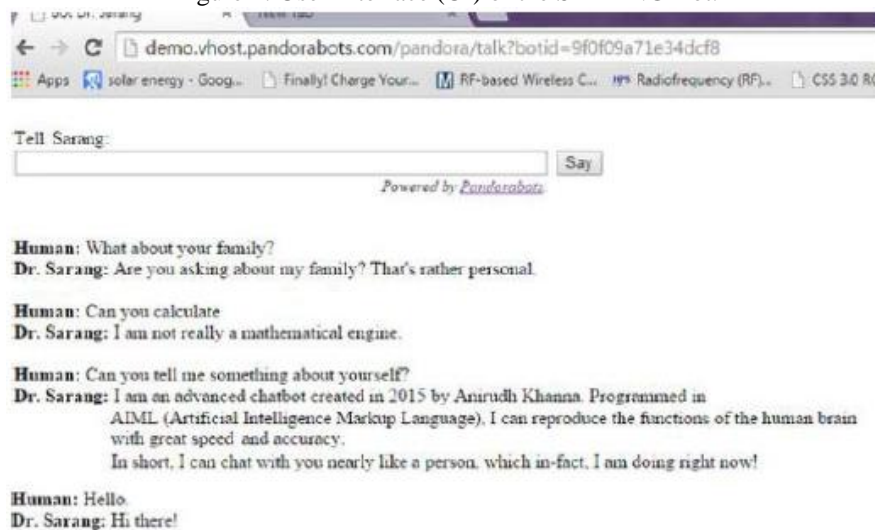 bot Dr. Sarang New Tab
demo.vhost.pandorabots.com/pandora/talk?botid=9f0f09a71e34dcf8
Apps solar energy - Goog... Finally! Charge Your... RF-based Wireless C... Radiofrequency (RF)... CSS 3.0
Tell Sarang:
Say
Powered by Pandorabots.
Human: What about your family?
Dr. Sarang: Are you asking about my family? That's rather personal.
Human: Can you calculate
Dr. Sarang: I am not really a mathematical engine.
Human: Can you tell me something about yourself?
Dr. Sarang: I am an advanced chatbot created in 2015 by Anirudh Khanna. Programmed in
AIML (Artificial Intelligence Markup Language), I can reproduce the functions of the human brain
with great speed and accuracy.
In short, I can chat with you nearly like a person, which in-fact, I am doing right now!
Human: Hello.
Dr. Sarang: Hi there!